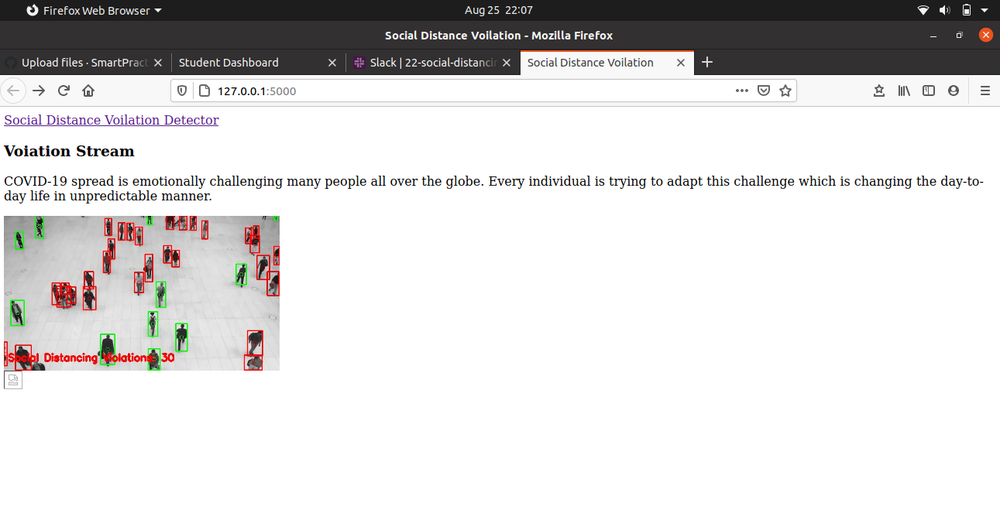 Firefox Web Browser
Aug 25 22:07
Social Distance Voilation - Mozilla Firefox
Upload files · SmartPract
Student Dashboard
Slack | 22-social-distancin
Social Distance Voilation
127.0.0.1:5000
Social Distance Voilation Detector
Voiation Stream
COVID-19 spread is emotionally challenging many people all over the globe. Every individual is trying to adapt this challenge which is changing the day-to-
day life in unpredictable manner.
Social Distancing Violations: 30